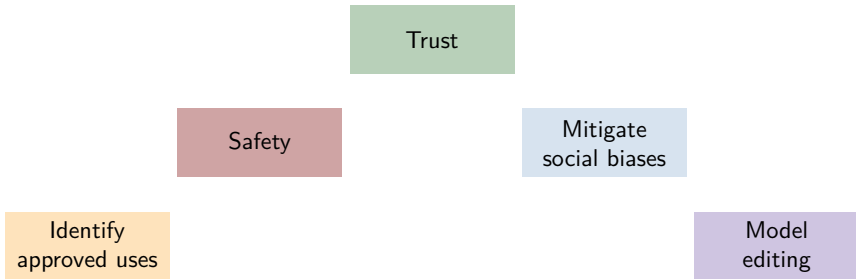 Trust
Safety
Mitigate
social biases
Identify
approved uses
Model
editing